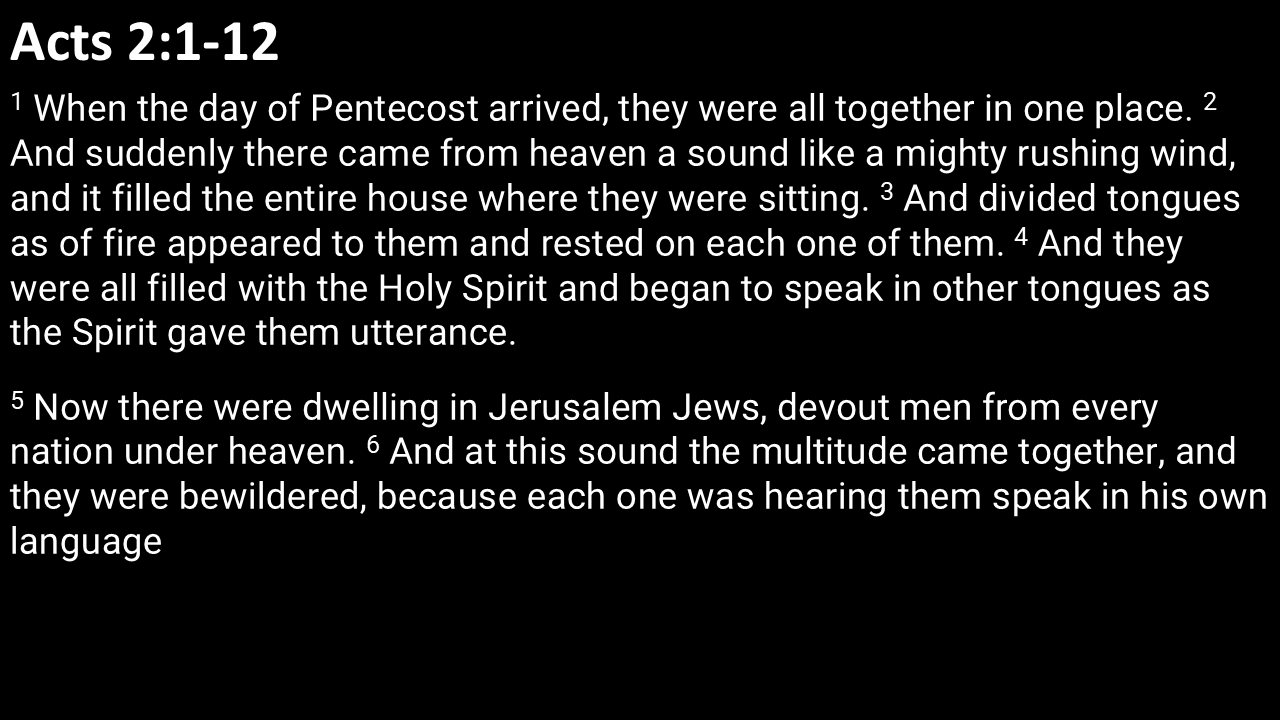 Acts 2:1-12
1 When the day of Pentecost arrived, they were all together in one place. 2
And suddenly there came from heaven a sound like a mighty rushing wind,
and it filled the entire house where they were sitting. 3 And divided tongues
as of fire appeared to them and rested on each one of them. 4 And they
were all filled with the Holy Spirit and began to speak in other tongues as
the Spirit gave them utterance.
5 Now there were dwelling in Jerusalem Jews, devout men from every
nation under heaven. 6 And at this sound the multitude came together, and
they were bewildered, because each one was hearing them speak in his own
language